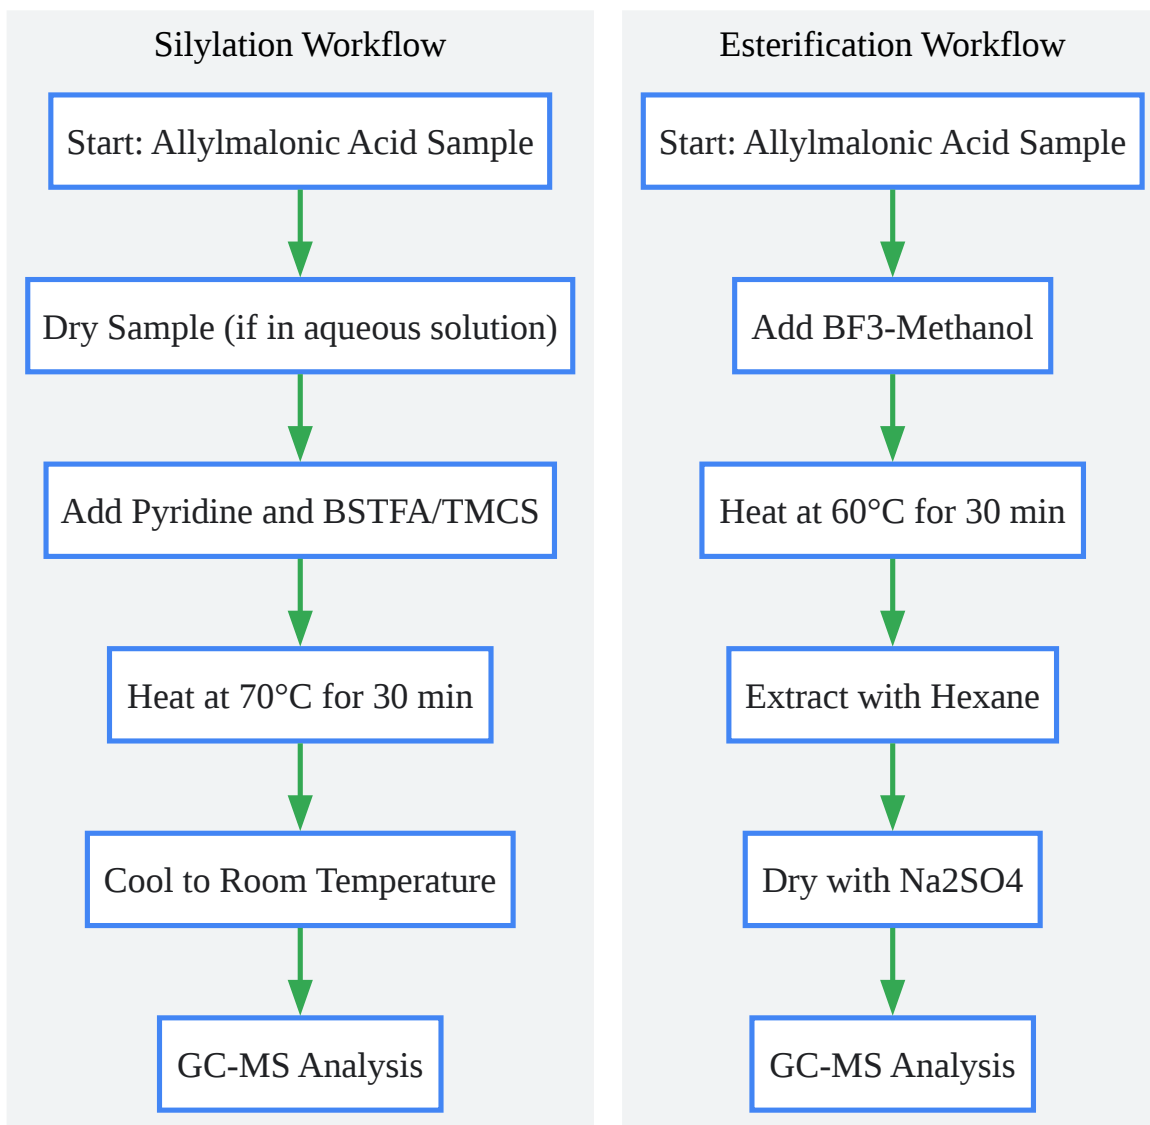 Silylation Workflow
Start: Allylmalonic Acid Sample
Dry Sample (if in aqueous solution)
Add Pyridine and BSTFA/TMCS
Heat at 70°C for 30 min
Cool to Room Temperature
GC-MS Analysis
Esterification Workflow
Start: Allylmalonic Acid Sample
Add BF3-Methanol
Heat at 60°C for 30 min
Extract with Hexane
Dry with Na2SO4
GC-MS Analysis